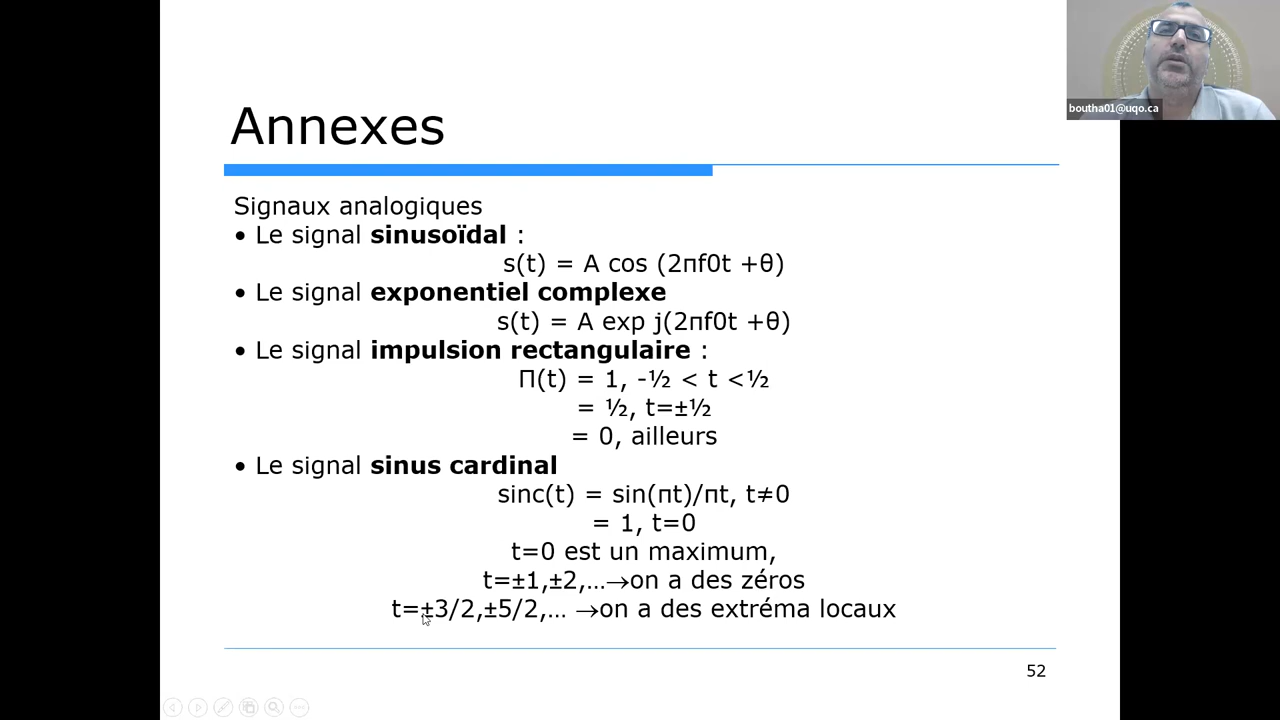 boutha01@uqo.ca
Annexes
Signaux analogiques
• Le signal sinusoïdal :
s(t) = A cos (2πf0t +θ)
• Le signal exponentiel complexe
s(t) = A exp j(2πf0t +θ)
• Le signal impulsion rectangulaire :
Π(t) = 1, -½ < t <½
= ½, t=±½
= 0, ailleurs
• Le signal sinus cardinal
sinc(t) = sin(πt)/πt, t≠0
= 1, t=0
t=0 est un maximum,
t=±1,±2,…→on a des zéros
t=±3/2,±5/2,… →on a des extréma locaux
52